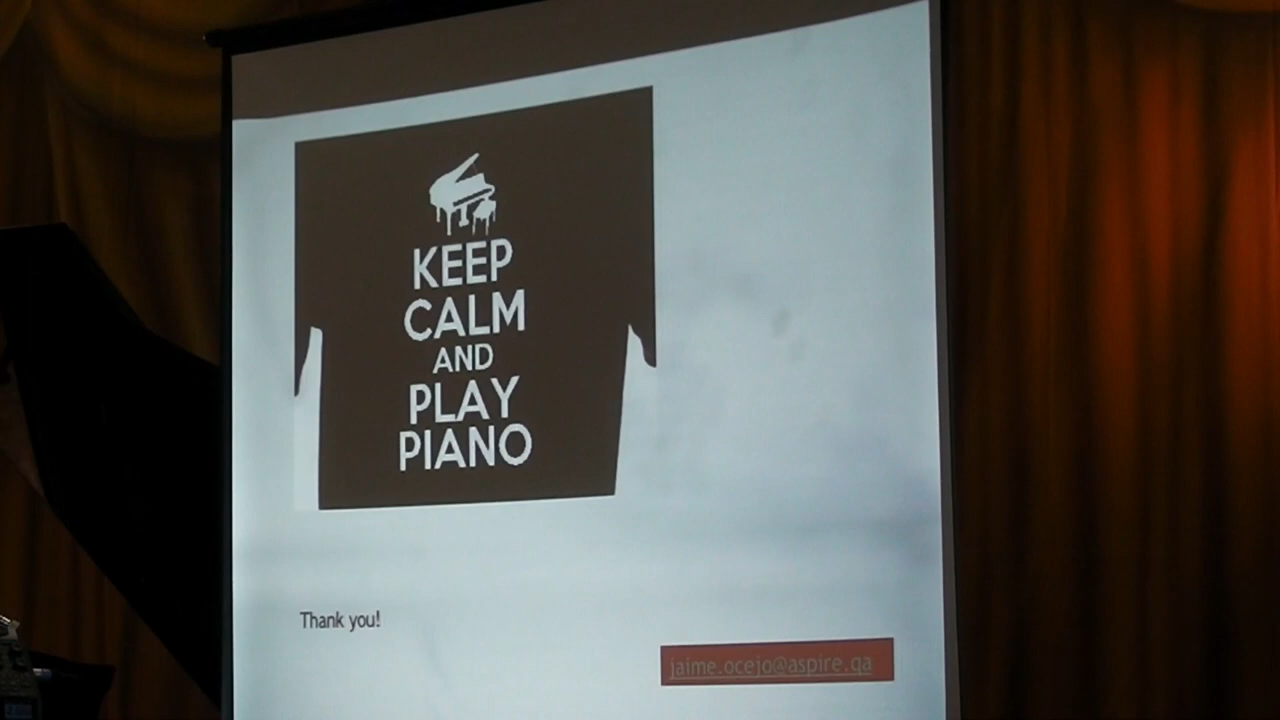 KEEP
CALM
AND
PLAY
PIANO
Thank you!
jaime.ocejo@aspire.qa